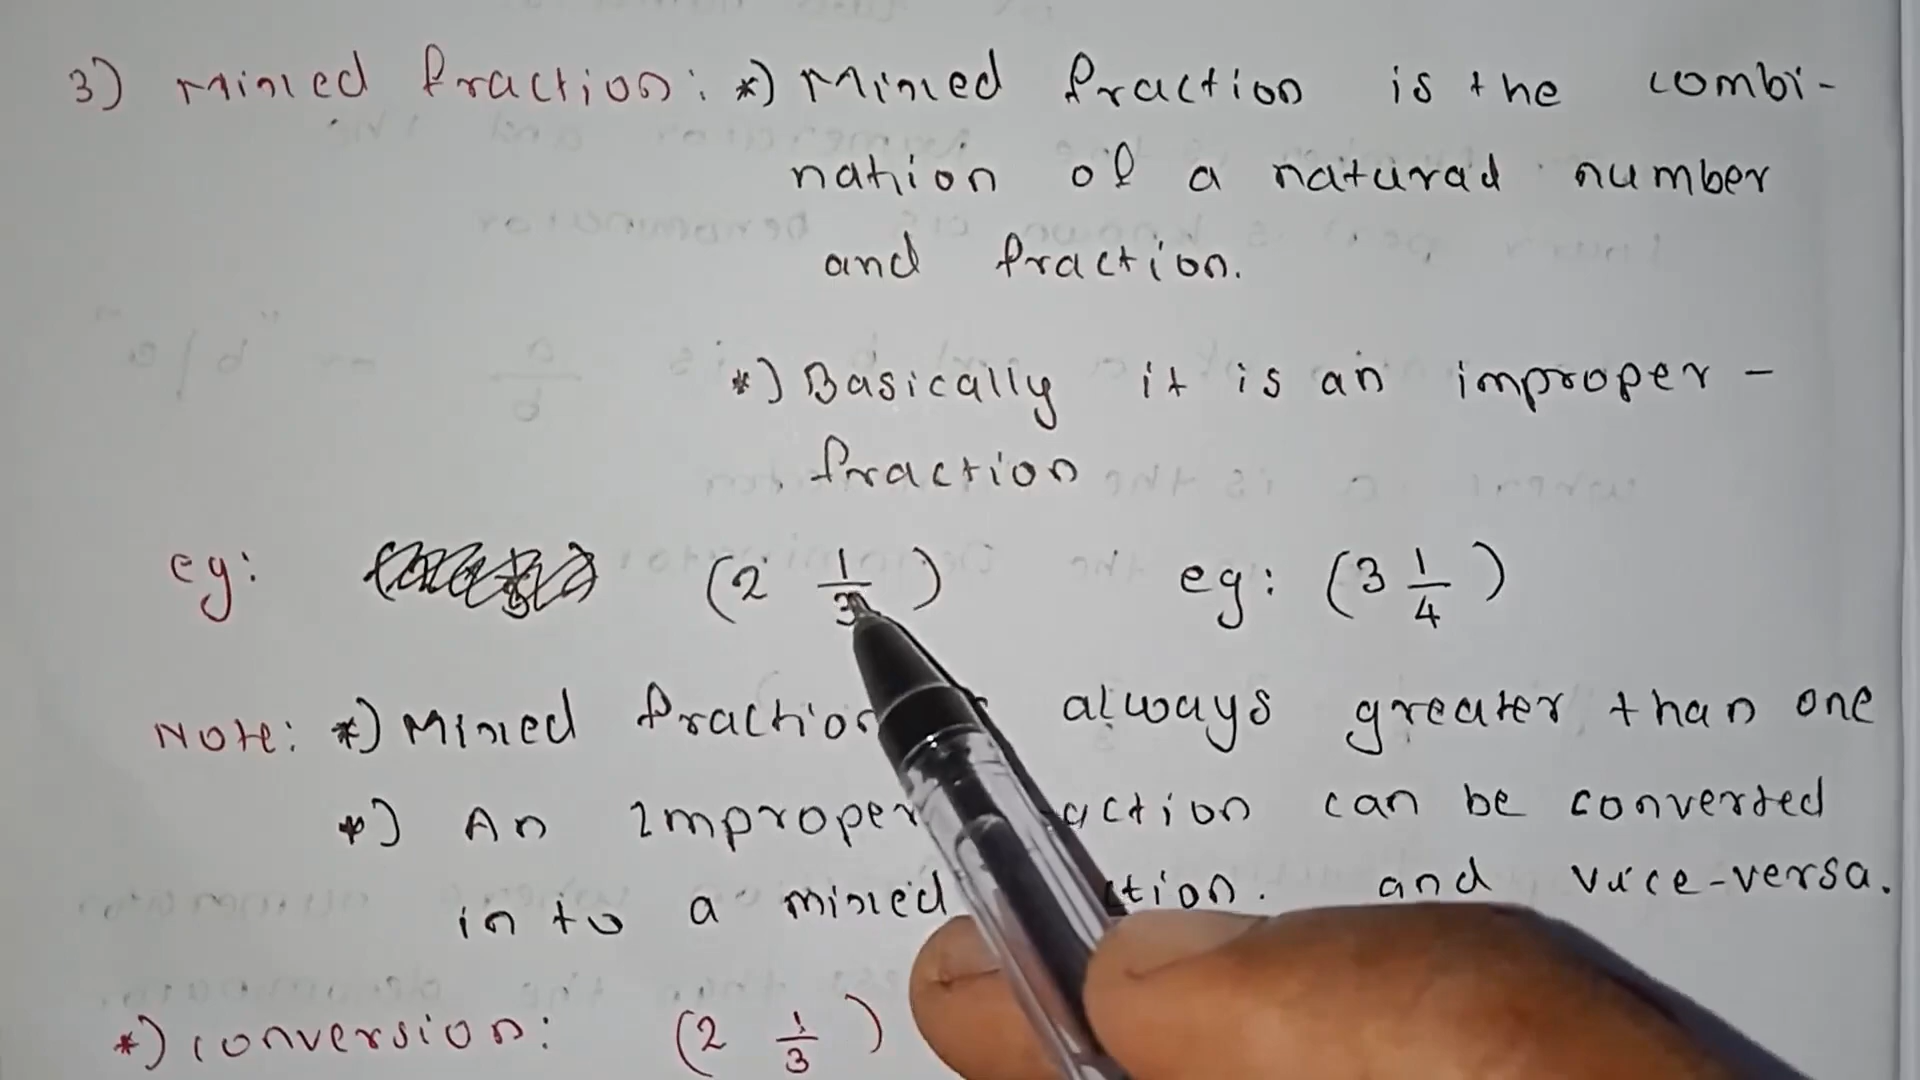 3) Mixed fraction: *) Mixed fraction is the combi-
nation of a natural number
and fraction.
*) Basically it is an improper -
fraction
eg: (2 1/3) eg: (3 1/4)
Note: *) Mixed fraction always greater than one
*) An Improper can be converted
in to a mixed and vice-versa.
*) conversion: (2 1/3)